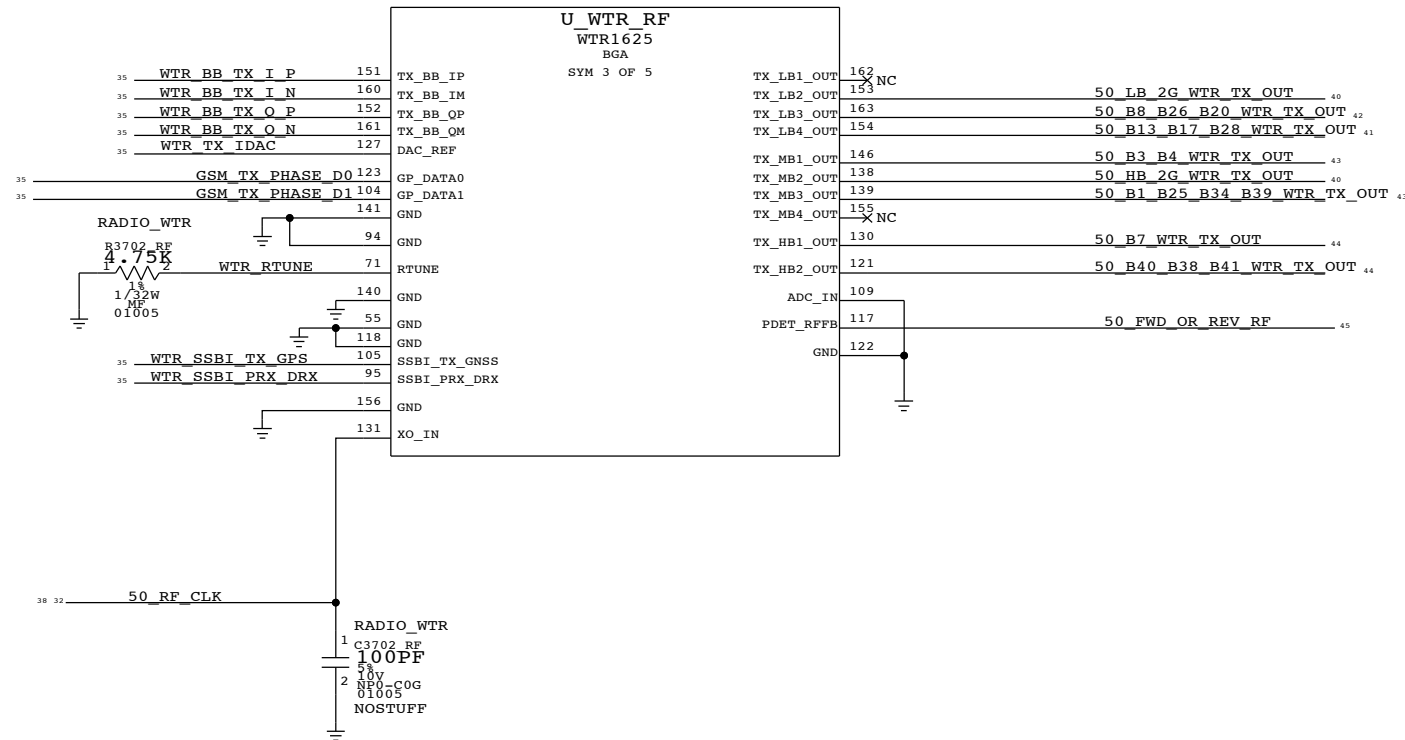 U_WTR_RF
WTR1625
BGA
SYM 3 OF 5
35 WTR_BB_TX_I_P 151 TX_BB_IP
35 WTR_BB_TX_I_N 160 TX_BB_IM
35 WTR_BB_TX_Q_P 152 TX_BB_QP
35 WTR_BB_TX_Q_N 161 TX_BB_QM
35 WTR_TX_IDAC 127 DAC_REF
35 GSM_TX_PHASE_D0 123 GP_DATA0
35 GSM_TX_PHASE_D1 104 GP_DATA1
141 GND
94 GND
RADIO_WTR
R3702_RF
4.75K
1 2 WTR_RTUNE 71 RTUNE
1%
1/32W
MF
01005
140 GND
55 GND
118 GND
35 WTR_SSBI_TX_GPS 105 SSBI_TX_GNSS
35 WTR_SSBI_PRX_DRX 95 SSBI_PRX_DRX
156 GND
131 XO_IN
TX_LB1_OUT 162 NC
TX_LB2_OUT 153 50_LB_2G_WTR_TX_OUT 40
TX_LB3_OUT 163 50_B8_B26_B20_WTR_TX_OUT 42
TX_LB4_OUT 154 50_B13_B17_B28_WTR_TX_OUT 41
TX_MB1_OUT 146 50_B3_B4_WTR_TX_OUT 43
TX_MB2_OUT 138 50_HB_2G_WTR_TX_OUT 40
TX_MB3_OUT 139 50_B1_B25_B34_B39_WTR_TX_OUT
TX_MB4_OUT 155 NC
TX_HB1_OUT 130 50_B7_WTR_TX_OUT 44
TX_HB2_OUT 121 50_B40_B38_B41_WTR_TX_OUT 44
ADC_IN 109
PDET_RFFB 117 50_FWD_OR_REV_RF 45
GND 122
38 32 50_RF_CLK
RADIO_WTR
1 C3702_RF
100PF
5%
10V
2 NP0-C0G
01005
NOSTUFF